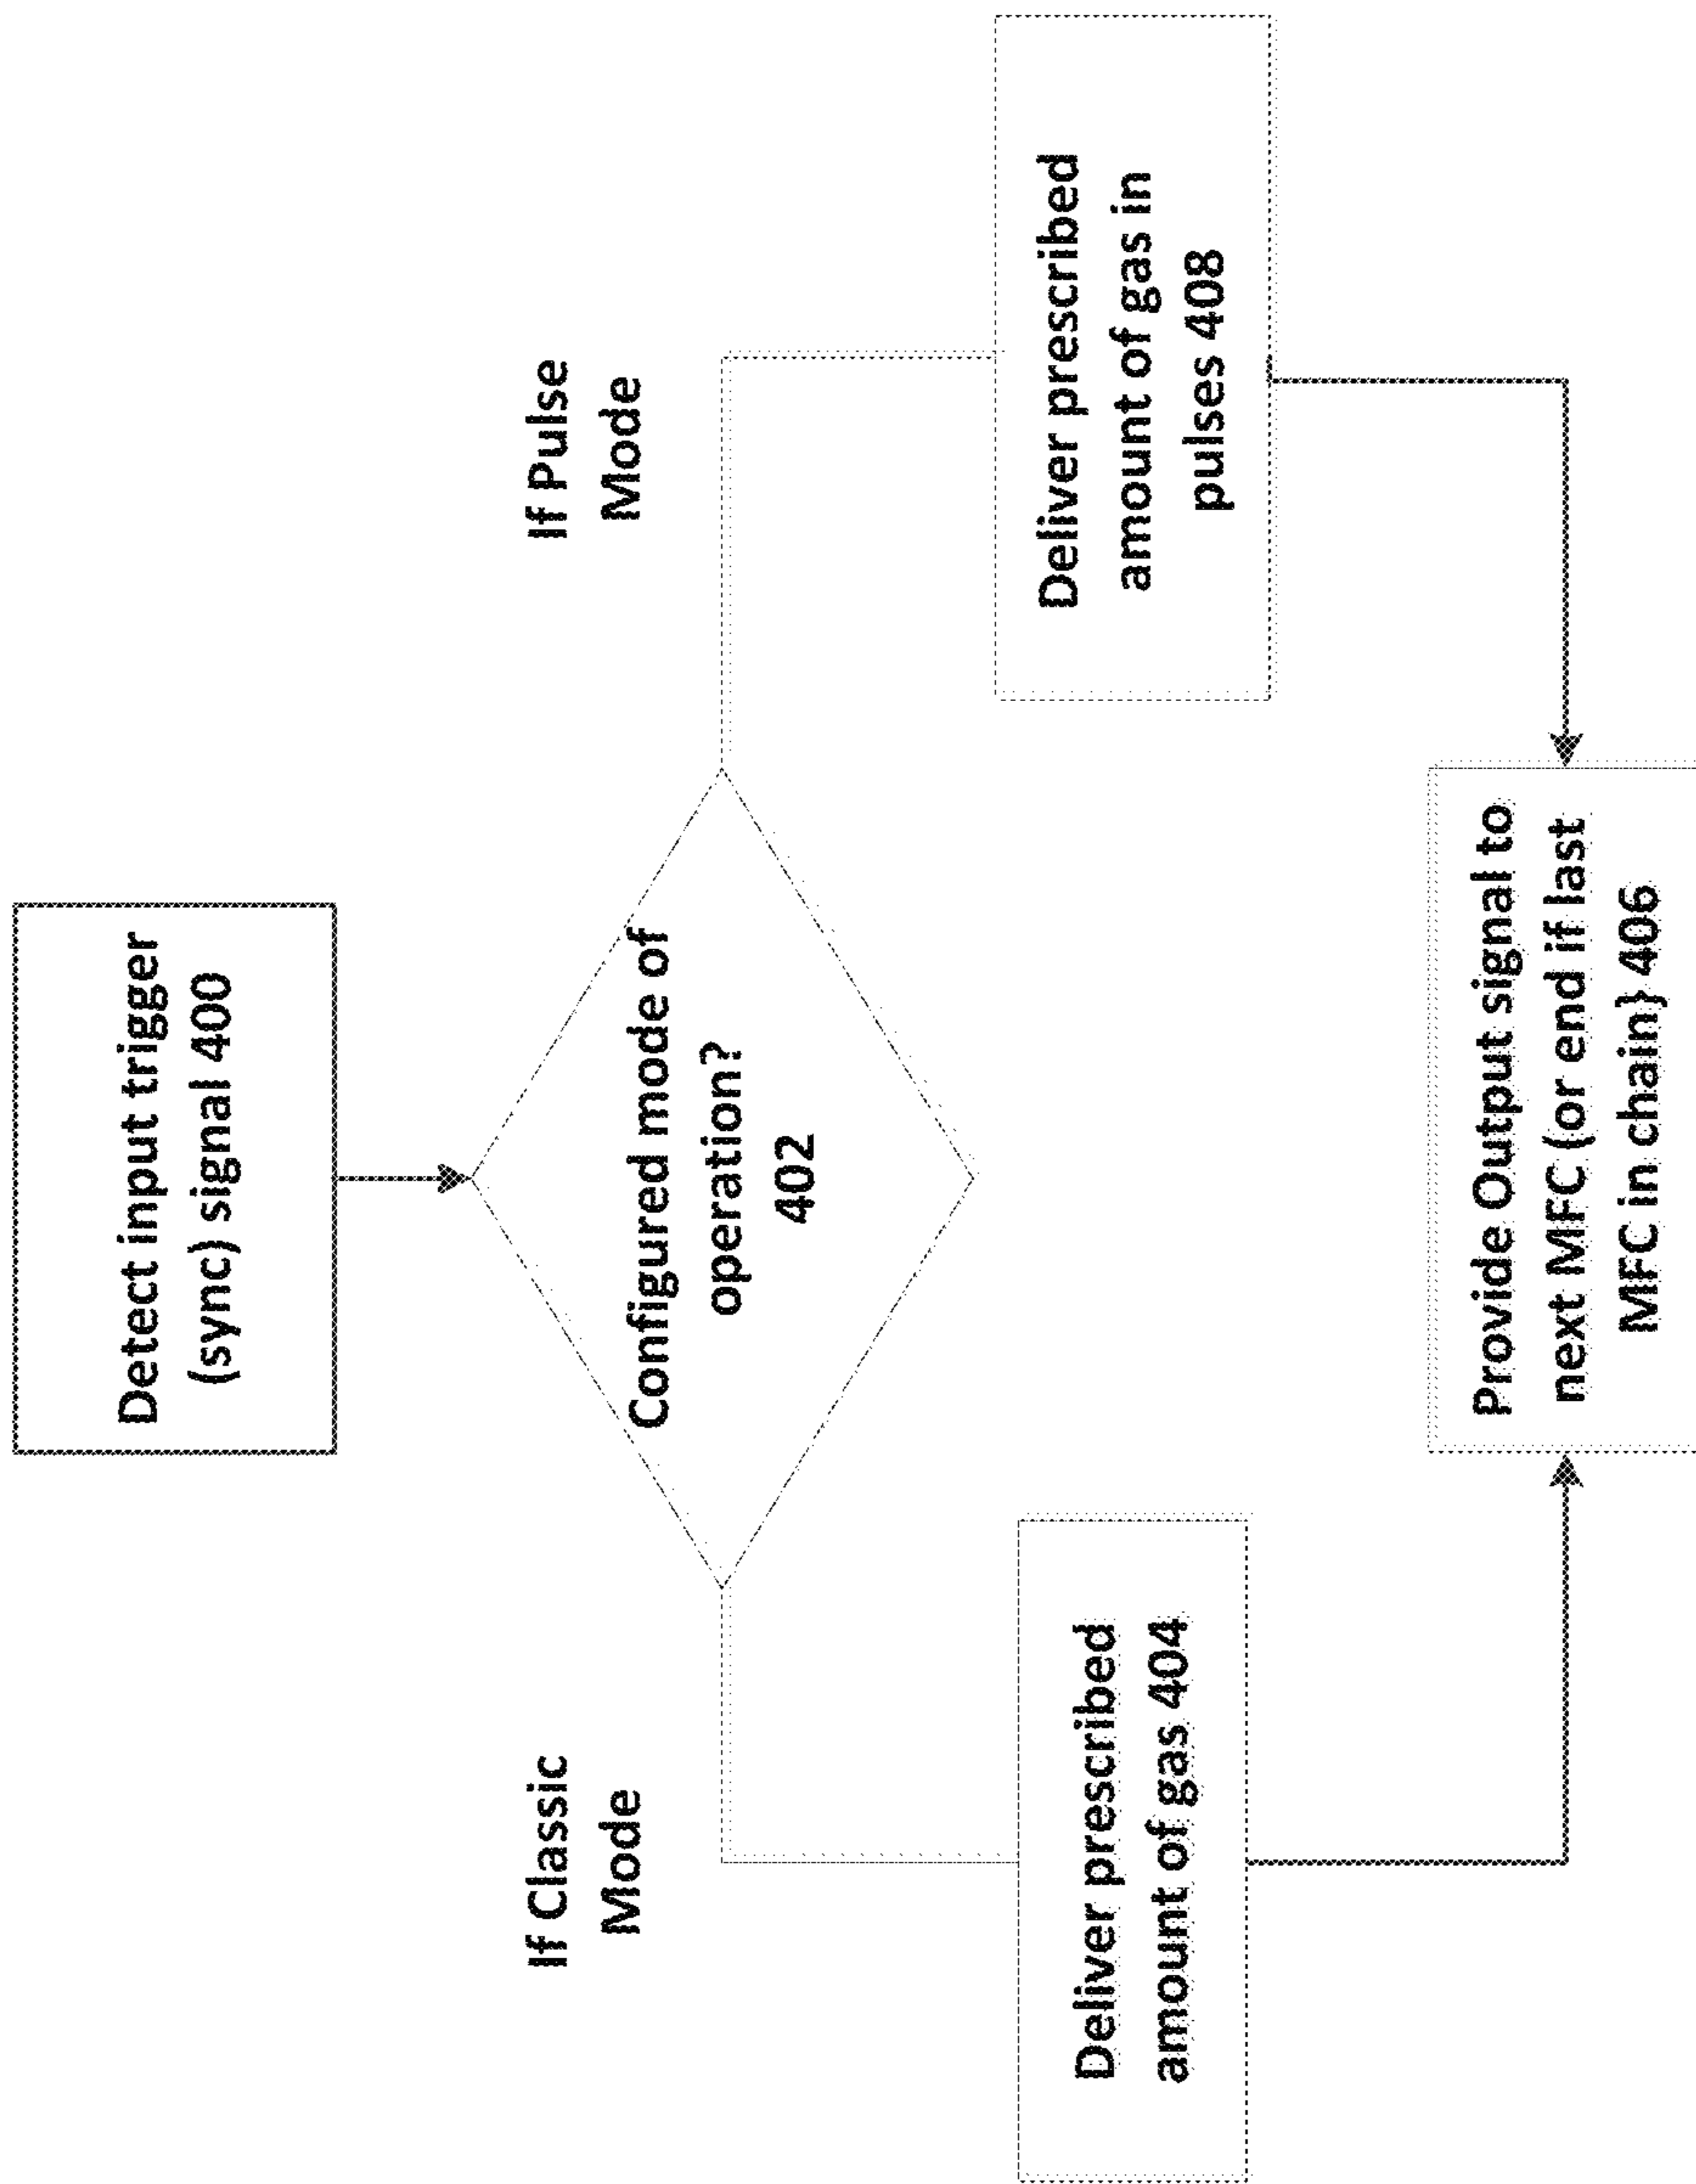 Detect input trigger
(sync) signal 400
Configured mode of
operation?
402
If Classic
Mode
If Pulse
Mode
Deliver prescribed
amount of gas 404
Deliver prescribed
amount of gas in
pulses 408
Provide Output signal to
next MFC (or end if last
MFC in chain} 406